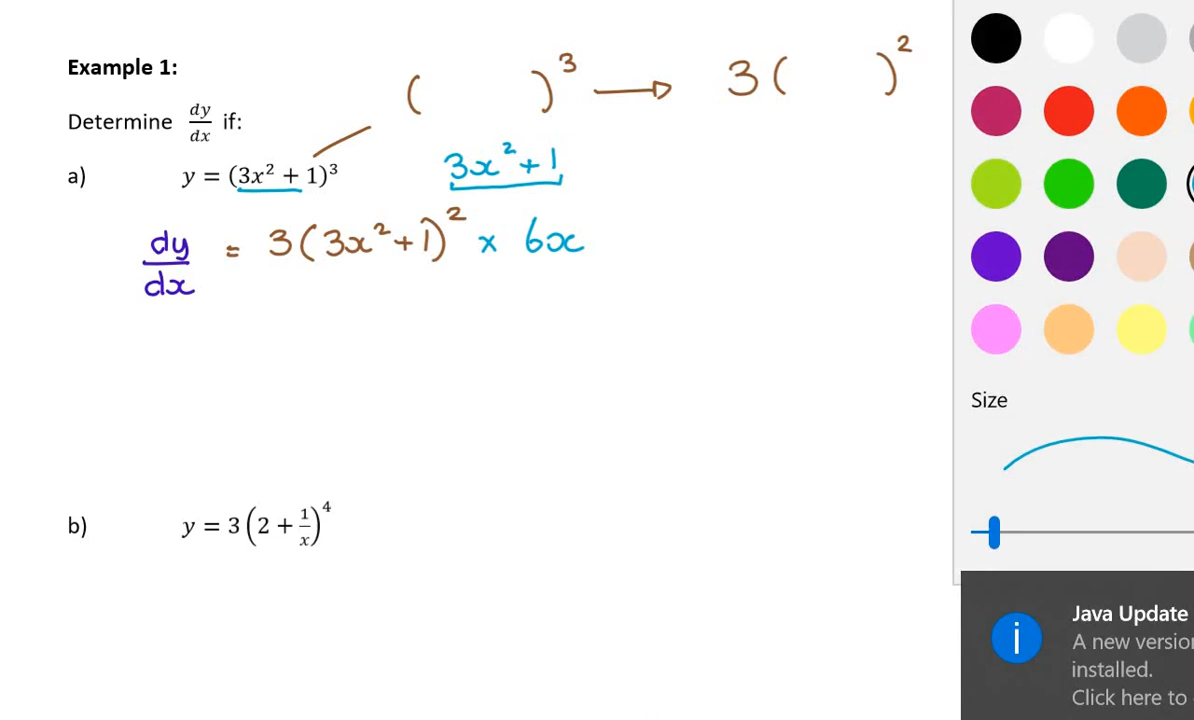 Example 1:
( )³ → 3( )²
Determine dy/dx if:
a) y = (3x² + 1)³
3x² + 1
dy/dx = 3(3x² + 1)² × 6x
Size
b) y = 3(2 + 1/x)⁴
Java Update
A new
installed.
Click here to